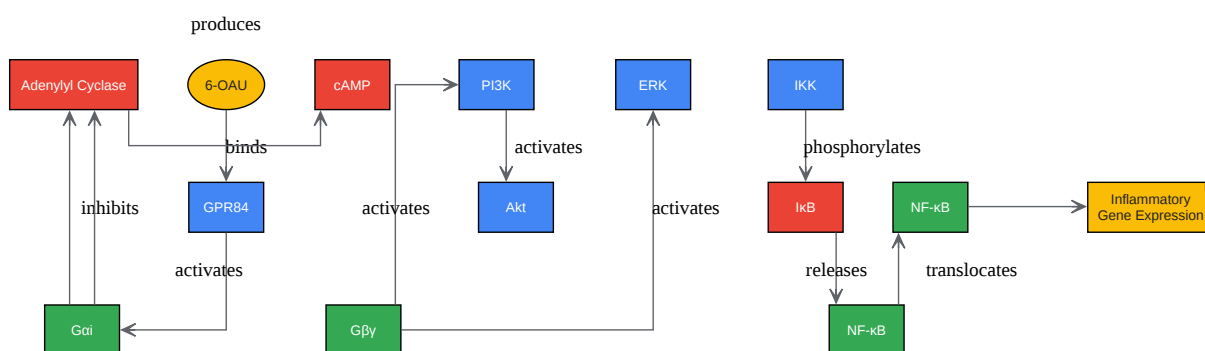 produces
Adenylyl Cyclase
6-OAU
cAMP
PI3K
ERK
IKK
binds
activates
phosphorylates
GPR84
Akt
IκB
NF-κB
Inflammatory
Gene Expression
inhibits
activates
activates
activates
releases
translocates
Gαi
Gβγ
NF-κB